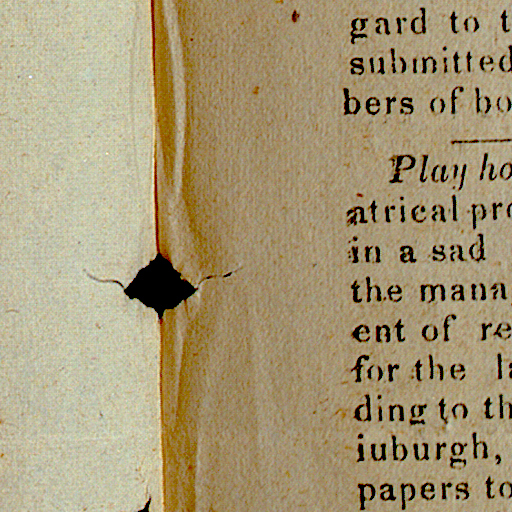 gard to t
submitted
bers of bo
Play ho
atrical pro
in a sad
the mana
ent of re
for the la
ding to th
iuburgh,
papers to